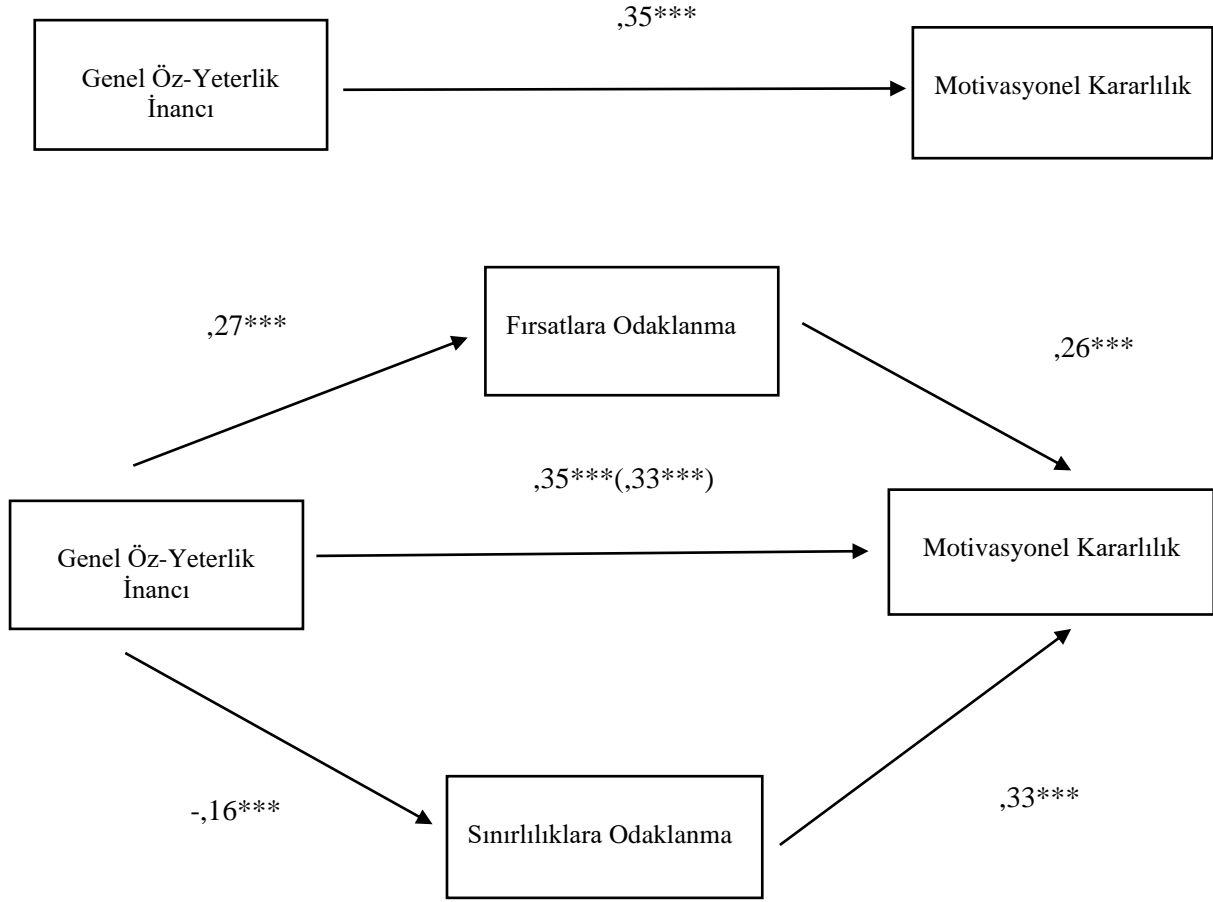 ,35***
Genel Öz-Yeterlik
İnancı
Motivasyonel Kararlılık
Fırsatlara Odaklanma
,27***
,26***
,35***(,33***)
Genel Öz-Yeterlik
İnancı
Motivasyonel Kararlılık
-,16***
Sınırlılıklara Odaklanma
,33***